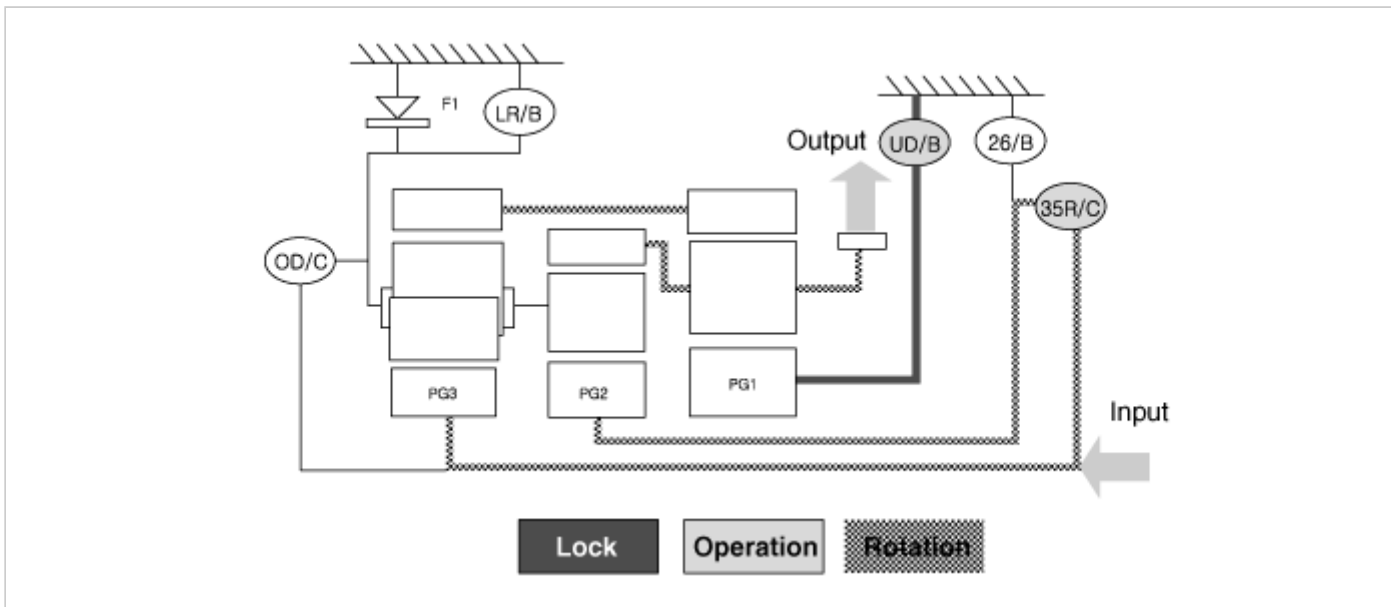 F1
LR/B
Output
UD/B
26/B
35R/C
OD/C
PG3
PG2
PG1
Input
Lock
Operation
Rotation